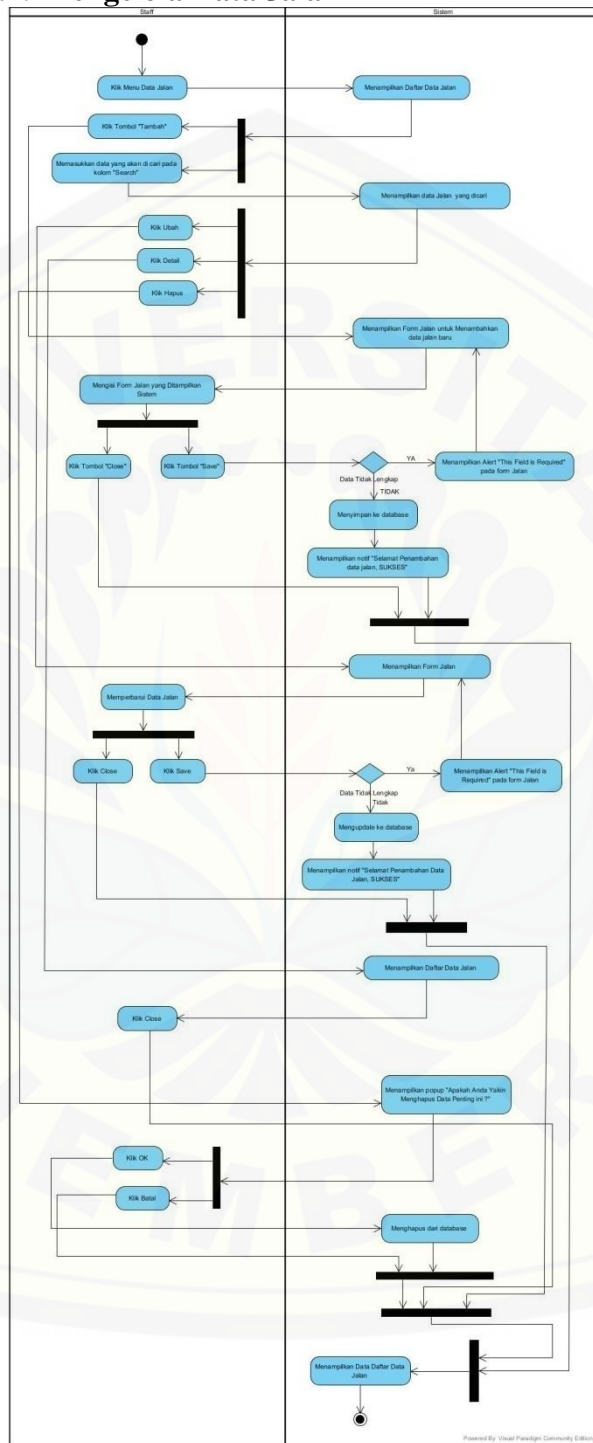 Staff
Sistem
Klik Menu Data Jalan
Menampilkan Daftar Data Jalan
Klik Tombol "Tambah"
Memasukkan data yang akan di cari pada
kolom "Search"
Menampilkan data Jalan yang dicari
Klik Ubah
Klik Detail
Klik Hapus
Menampilkan Form Jalan untuk Menambahkan
data jalan baru
Mengisi Form Jalan yang Ditampilkan
Sistem
Klik Tombol "Close"
Klik Tombol "Save"
YA
Menampilkan Alert "This Field is Required"
pada form Jalan
Data Tidak Lengkap
TIDAK
Menyimpan ke database
Menampilkan notif "Selamat Penambahan
data jalan, SUKSES"
Menampilkan Form Jalan
Memperbarui Data Jalan
Klik Close
Klik Save
Ya
Menampilkan Alert "This Field is
Required" pada form Jalan
Data Tidak Lengkap
Tidak
Mengupdate ke database
Menampilkan notif "Selamat Penambahan Data
Jalan, SUKSES"
Menampilkan Daftar Data Jalan
Klik Close
Menampilkan popup "Apakah Anda Yakin
Menghapus Data Penting ini ?"
Klik OK
Klik Batal
Menghapus dari database
Menampilkan Data Daftar Data
Jalan
Powered By Visual Paradigm Community Edition